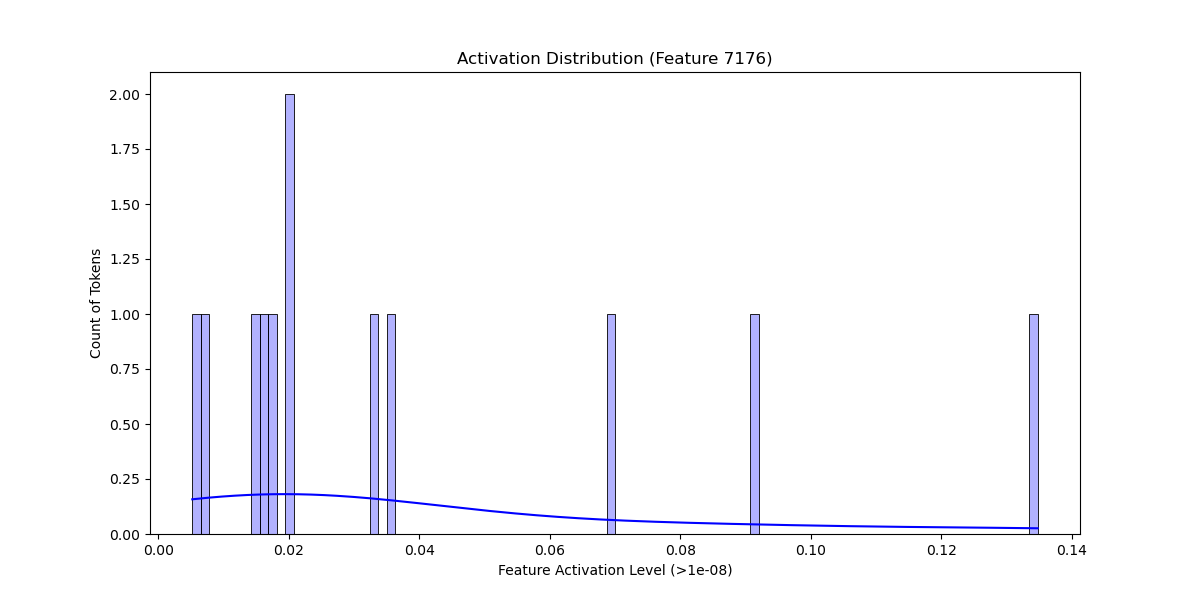 Activation Distribution (Feature 7176)
2.00
1.75
1.50
1.25
1.00
0.75
0.50
0.25
0.00
Count of Tokens
0.00 0.02 0.04 0.06 0.08 0.10 0.12 0.14
Feature Activation Level (>1e-08)